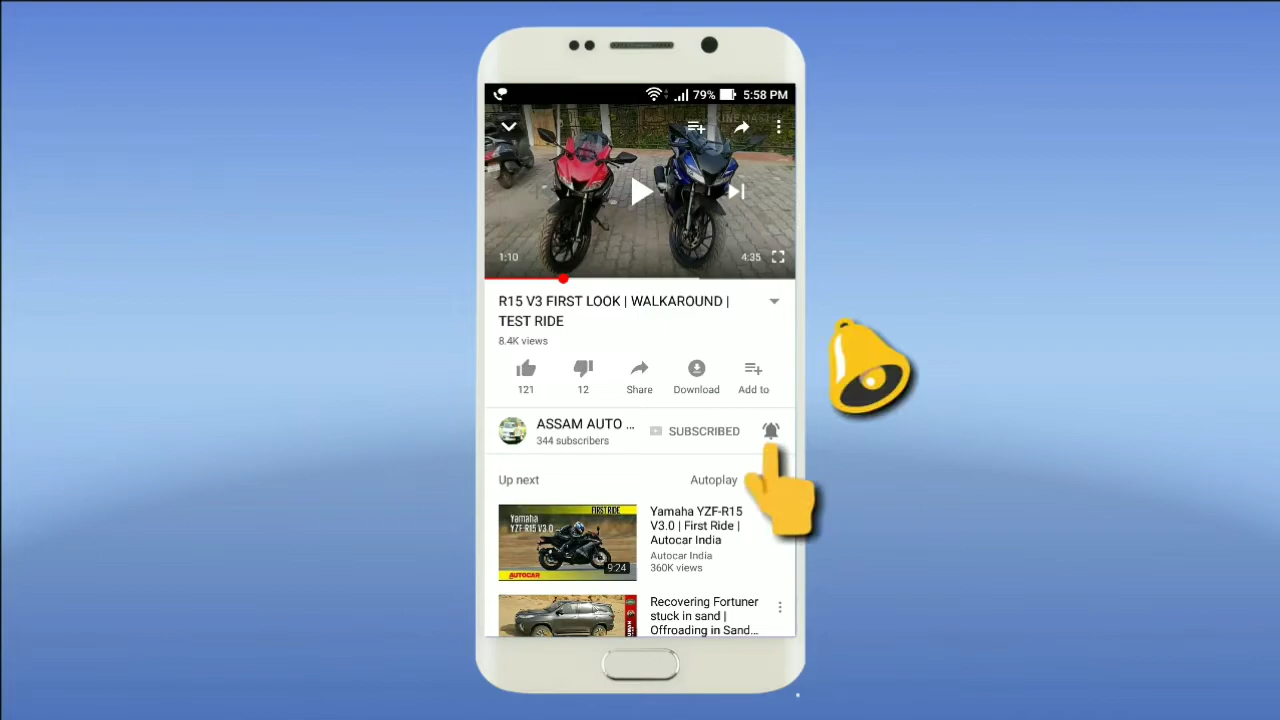 79% 5:58 PM
KINEMASTER
1:10
4:35
R15 V3 FIRST LOOK | WALKAROUND |
TEST RIDE
8.4K views
121
12
Share
Download
Add to
ASSAM AUTO ...
344 subscribers
SUBSCRIBED
Up next
Autoplay
FIRST RIDE
Yamaha
YZF-R15 V3.0
AUTOCAR
9:24
Yamaha YZF-R15
V3.0 | First Ride |
Autocar India
Autocar India
360K views
Recovering Fortuner
stuck in sand |
Offroading in Sand...